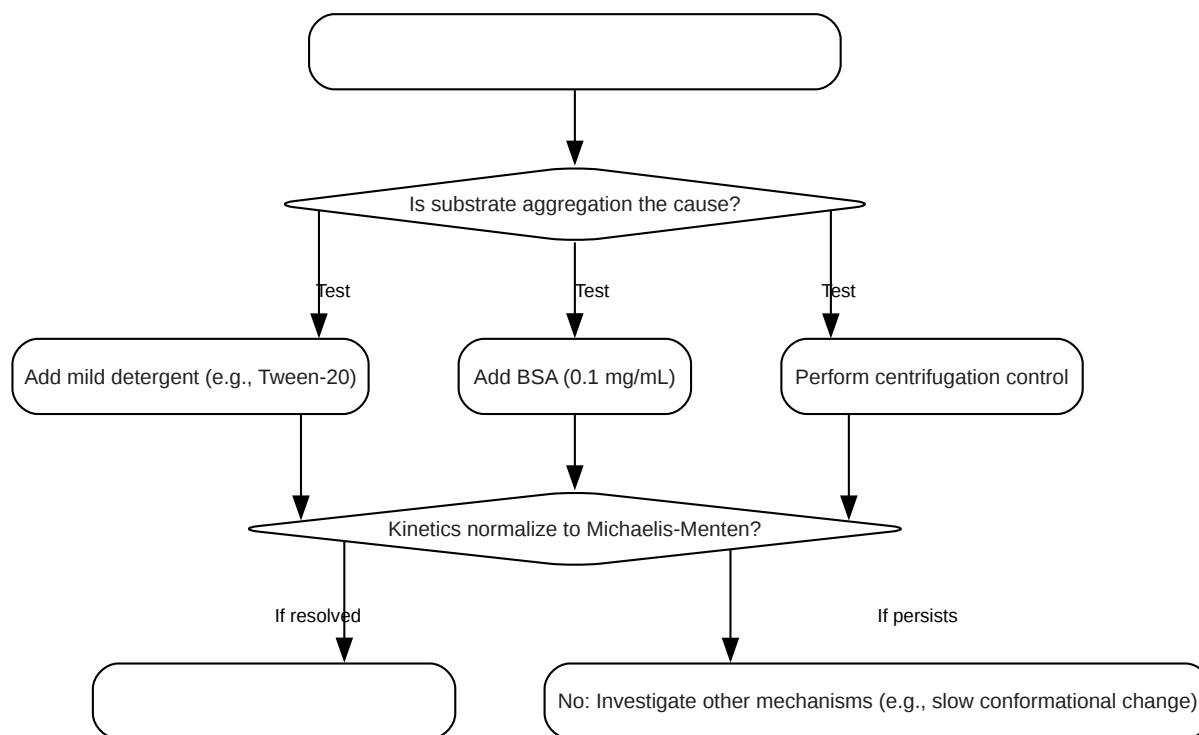 Is substrate aggregation the cause?
Test
Test
Test
Add mild detergent (e.g., Tween-20)
Add BSA (0.1 mg/mL)
Perform centrifugation control
Kinetics normalize to Michaelis-Menten?
If resolved
If persists
No: Investigate other mechanisms (e.g., slow conformational change)